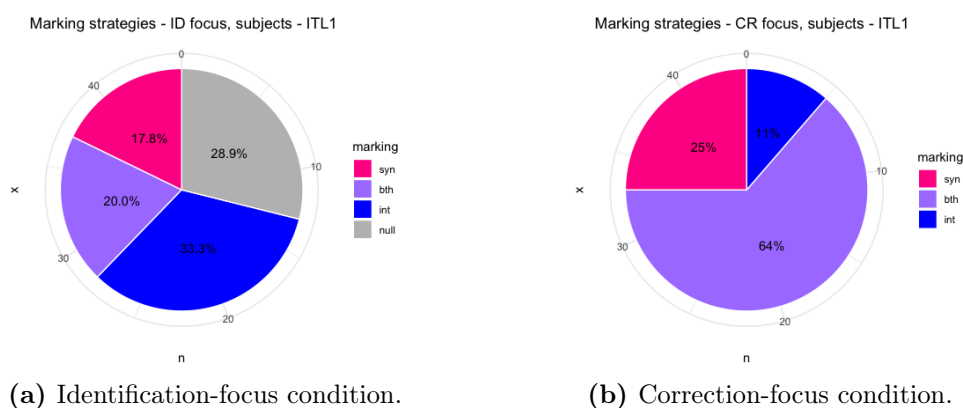 Marking strategies - ID focus, subjects - ITL1
0
40
17.8%
28.9%
10
20.0%
33.3%
30
20
x
n
marking
syn
bth
int
null
(a) Identification-focus condition.
Marking strategies - CR focus, subjects - ITL1
0
40
11%
25%
10
64%
30
20
x
n
marking
syn
bth
int
(b) Correction-focus condition.